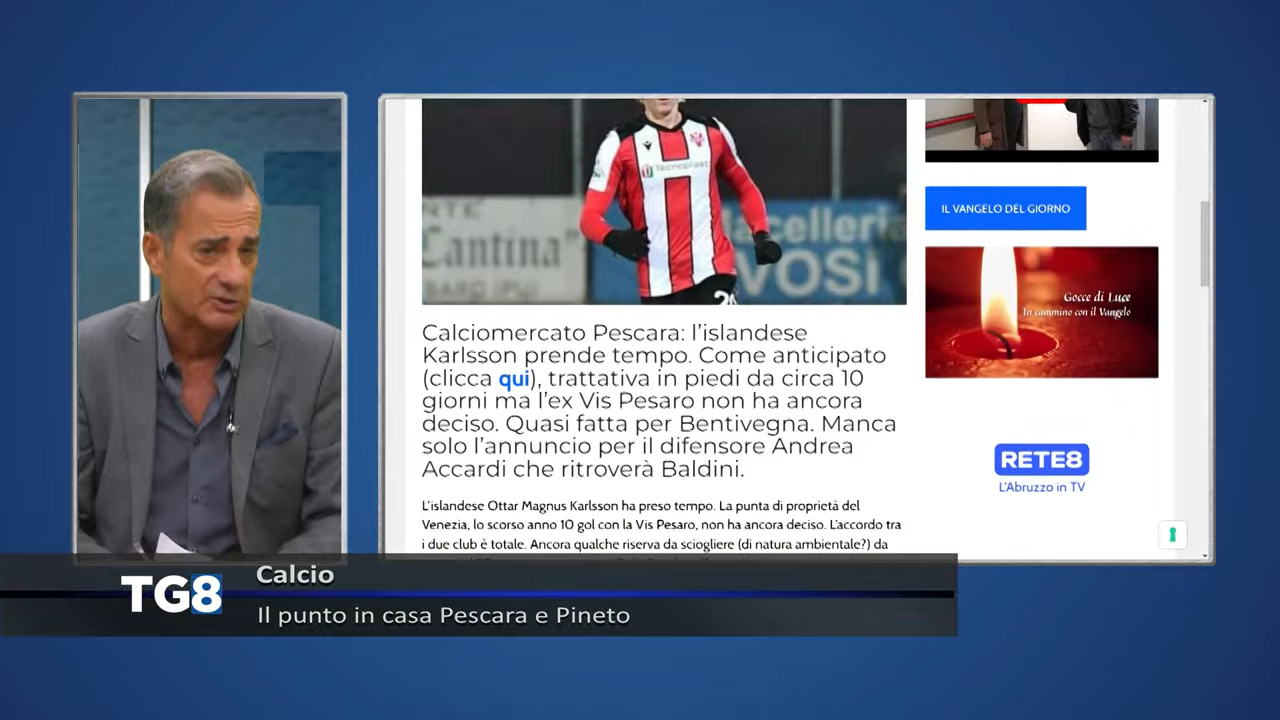 Tecnoplast
NTE
Cantina"
SARO (PU)
Macelleria
VOSI
Calciomercato Pescara: l'islandese
Karlsson prende tempo. Come anticipato
(clicca qui), trattativa in piedi da circa 10
giorni ma l'ex Vis Pesaro non ha ancora
deciso. Quasi fatta per Bentivegna. Manca
solo l'annuncio per il difensore Andrea
Accardi che ritroverà Baldini.
L'islandese Ottar Magnus Karlsson ha preso tempo. La punta di proprietà del
Venezia, lo scorso anno 10 gol con la Vis Pesaro, non ha ancora deciso. L'accordo tra
i due club è totale. Ancora qualche riserva da sciogliere (di natura ambientale?) da
IL VANGELO DEL GIORNO
Gocce di Luce
In cammino con il Vangelo
RETE8
L'Abruzzo in TV
TG8
Calcio
Il punto in casa Pescara e Pineto